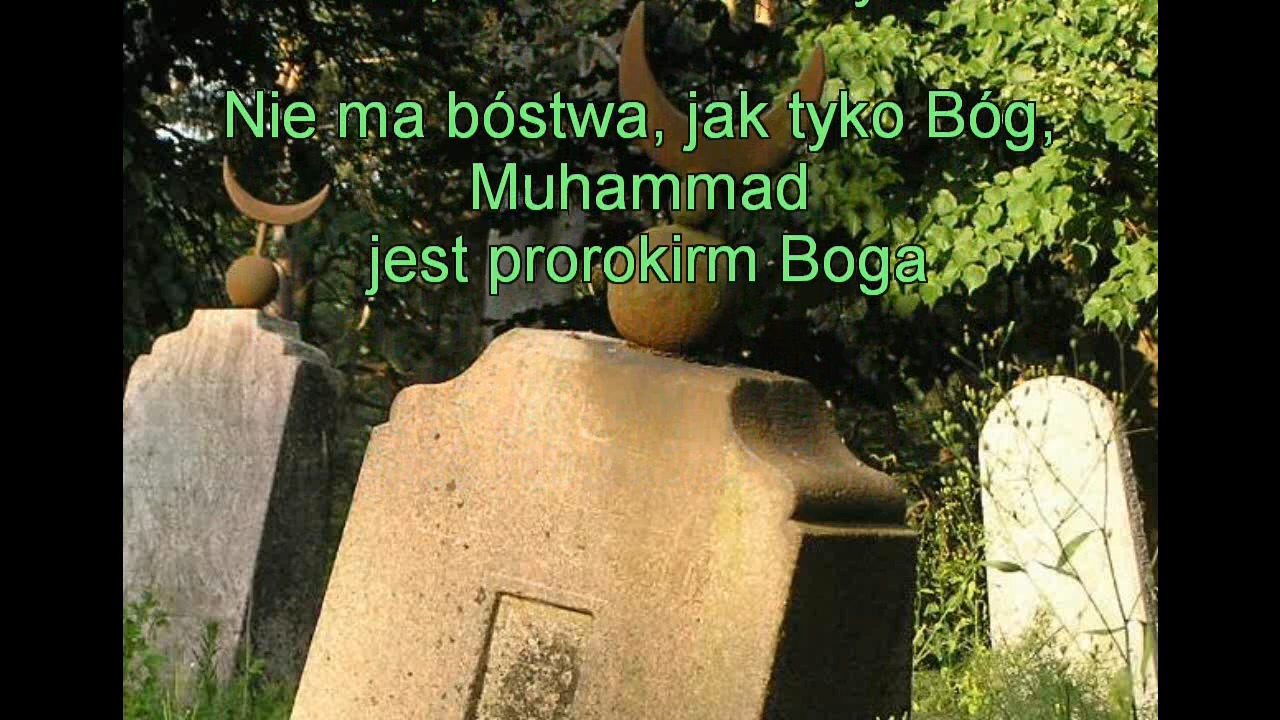 Nie ma bóstwa, jak tyko Bóg,
Muhammad
jest prorokirm Boga